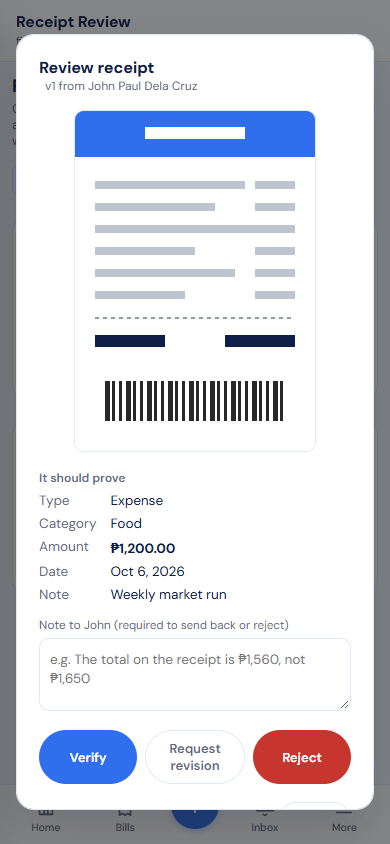 Receipt Review
Review receipt
v1 from John Paul Dela Cruz
It should prove
Type Expense
Category Food
Amount ₱1,200.00
Date Oct 6, 2026
Note Weekly market run
Note to John (required to send back or reject)
e.g. The total on the receipt is ₱1,560, not
₱1,650
Verify
Request
revision
Reject
Home
Bills
Inbox
More